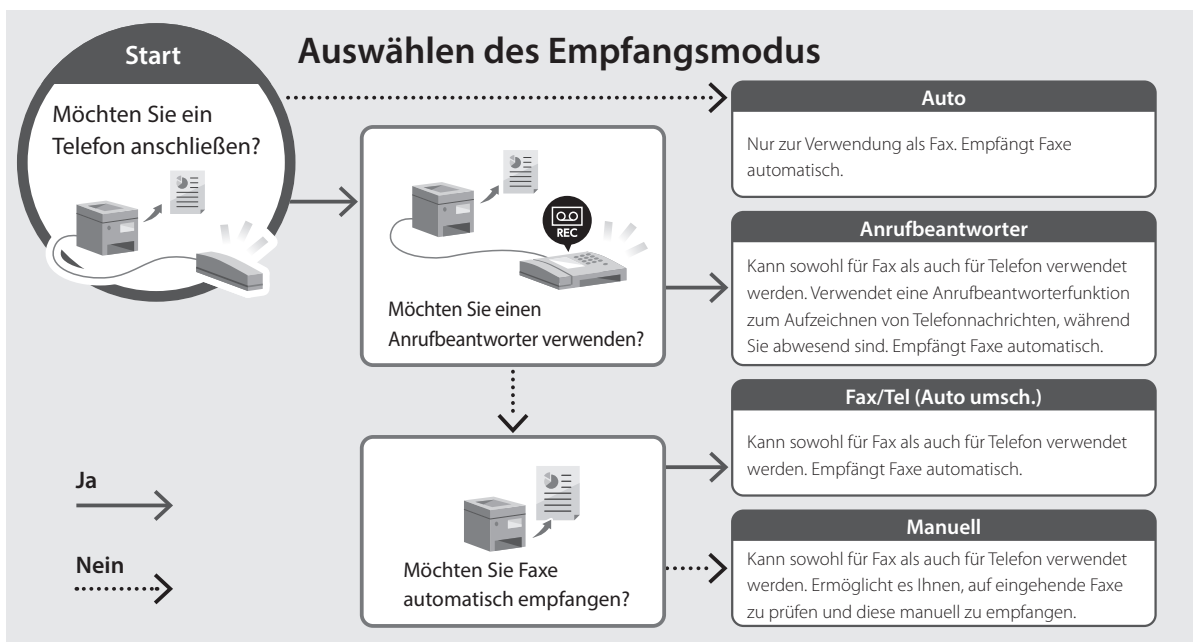 Auswählen des Empfangsmodus
Start
Möchten Sie ein
Telefon anschließen?
Auto
Nur zur Verwendung als Fax. Empfängt Faxe
automatisch.
REC
Möchten Sie einen
Anrufbeantworter verwenden?
Anrufbeantworter
Kann sowohl für Fax als auch für Telefon verwendet
werden. Verwendet eine Anrufbeantworterfunktion
zum Aufzeichnen von Telefonnachrichten, während
Sie abwesend sind. Empfängt Faxe automatisch.
Fax/Tel (Auto umsch.)
Kann sowohl für Fax als auch für Telefon verwendet
werden. Empfängt Faxe automatisch.
Ja
Nein
Möchten Sie Faxe
automatisch empfangen?
Manuell
Kann sowohl für Fax als auch für Telefon verwendet
werden. Ermöglicht es Ihnen, auf eingehende Faxe
zu prüfen und diese manuell zu empfangen.